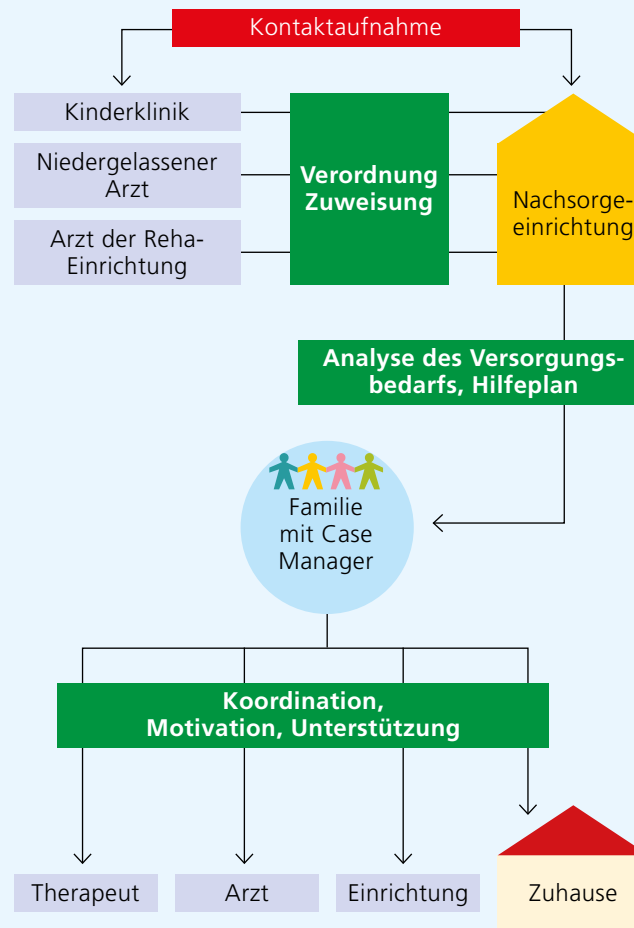 Kontaktaufnahme
Kinderklinik
Niedergelassener
Arzt
Arzt der Reha-
Einrichtung
Verordnung
Zuweisung
Nachsorge-
einrichtung
Analyse des Versorgungs-
bedarfs, Hilfeplan
Familie
mit Case
Manager
Koordination,
Motivation, Unterstützung
Therapeut
Arzt
Einrichtung
Zuhause